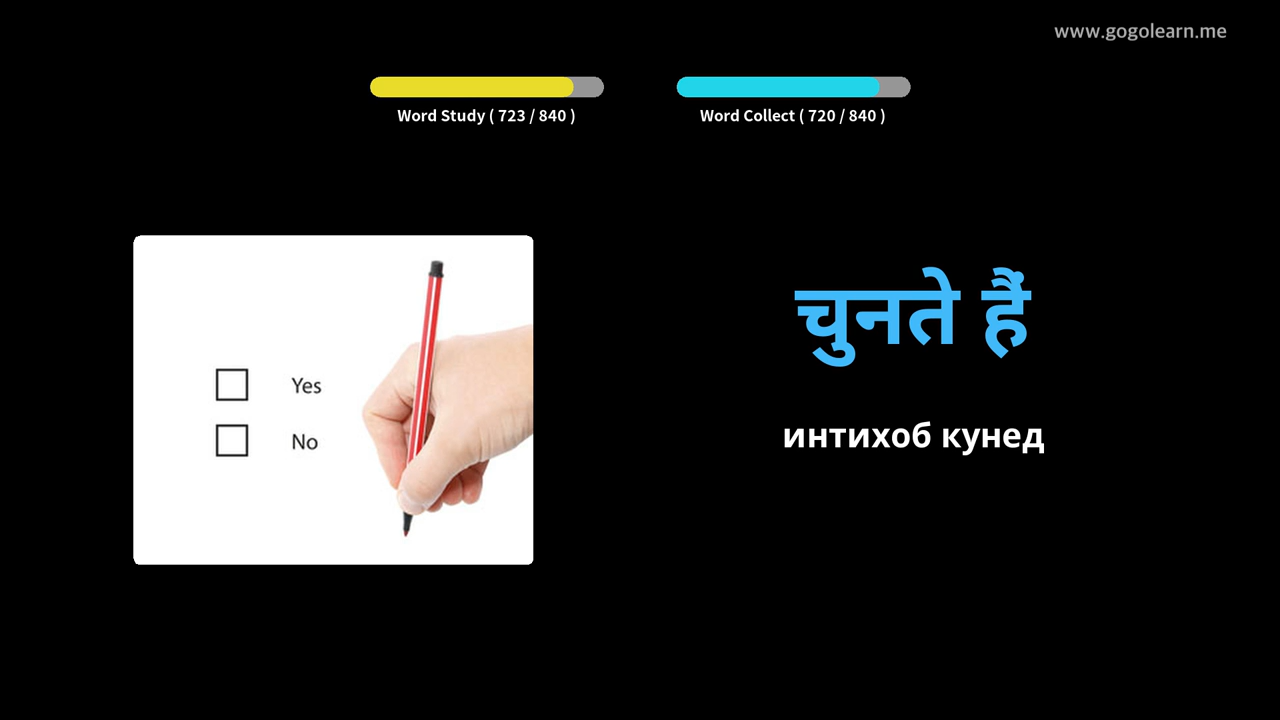 www.gogolearn.me
Word Study ( 723 / 840 )
Word Collect ( 720 / 840 )
Yes
No
चुनते हैं
интихоб кунед